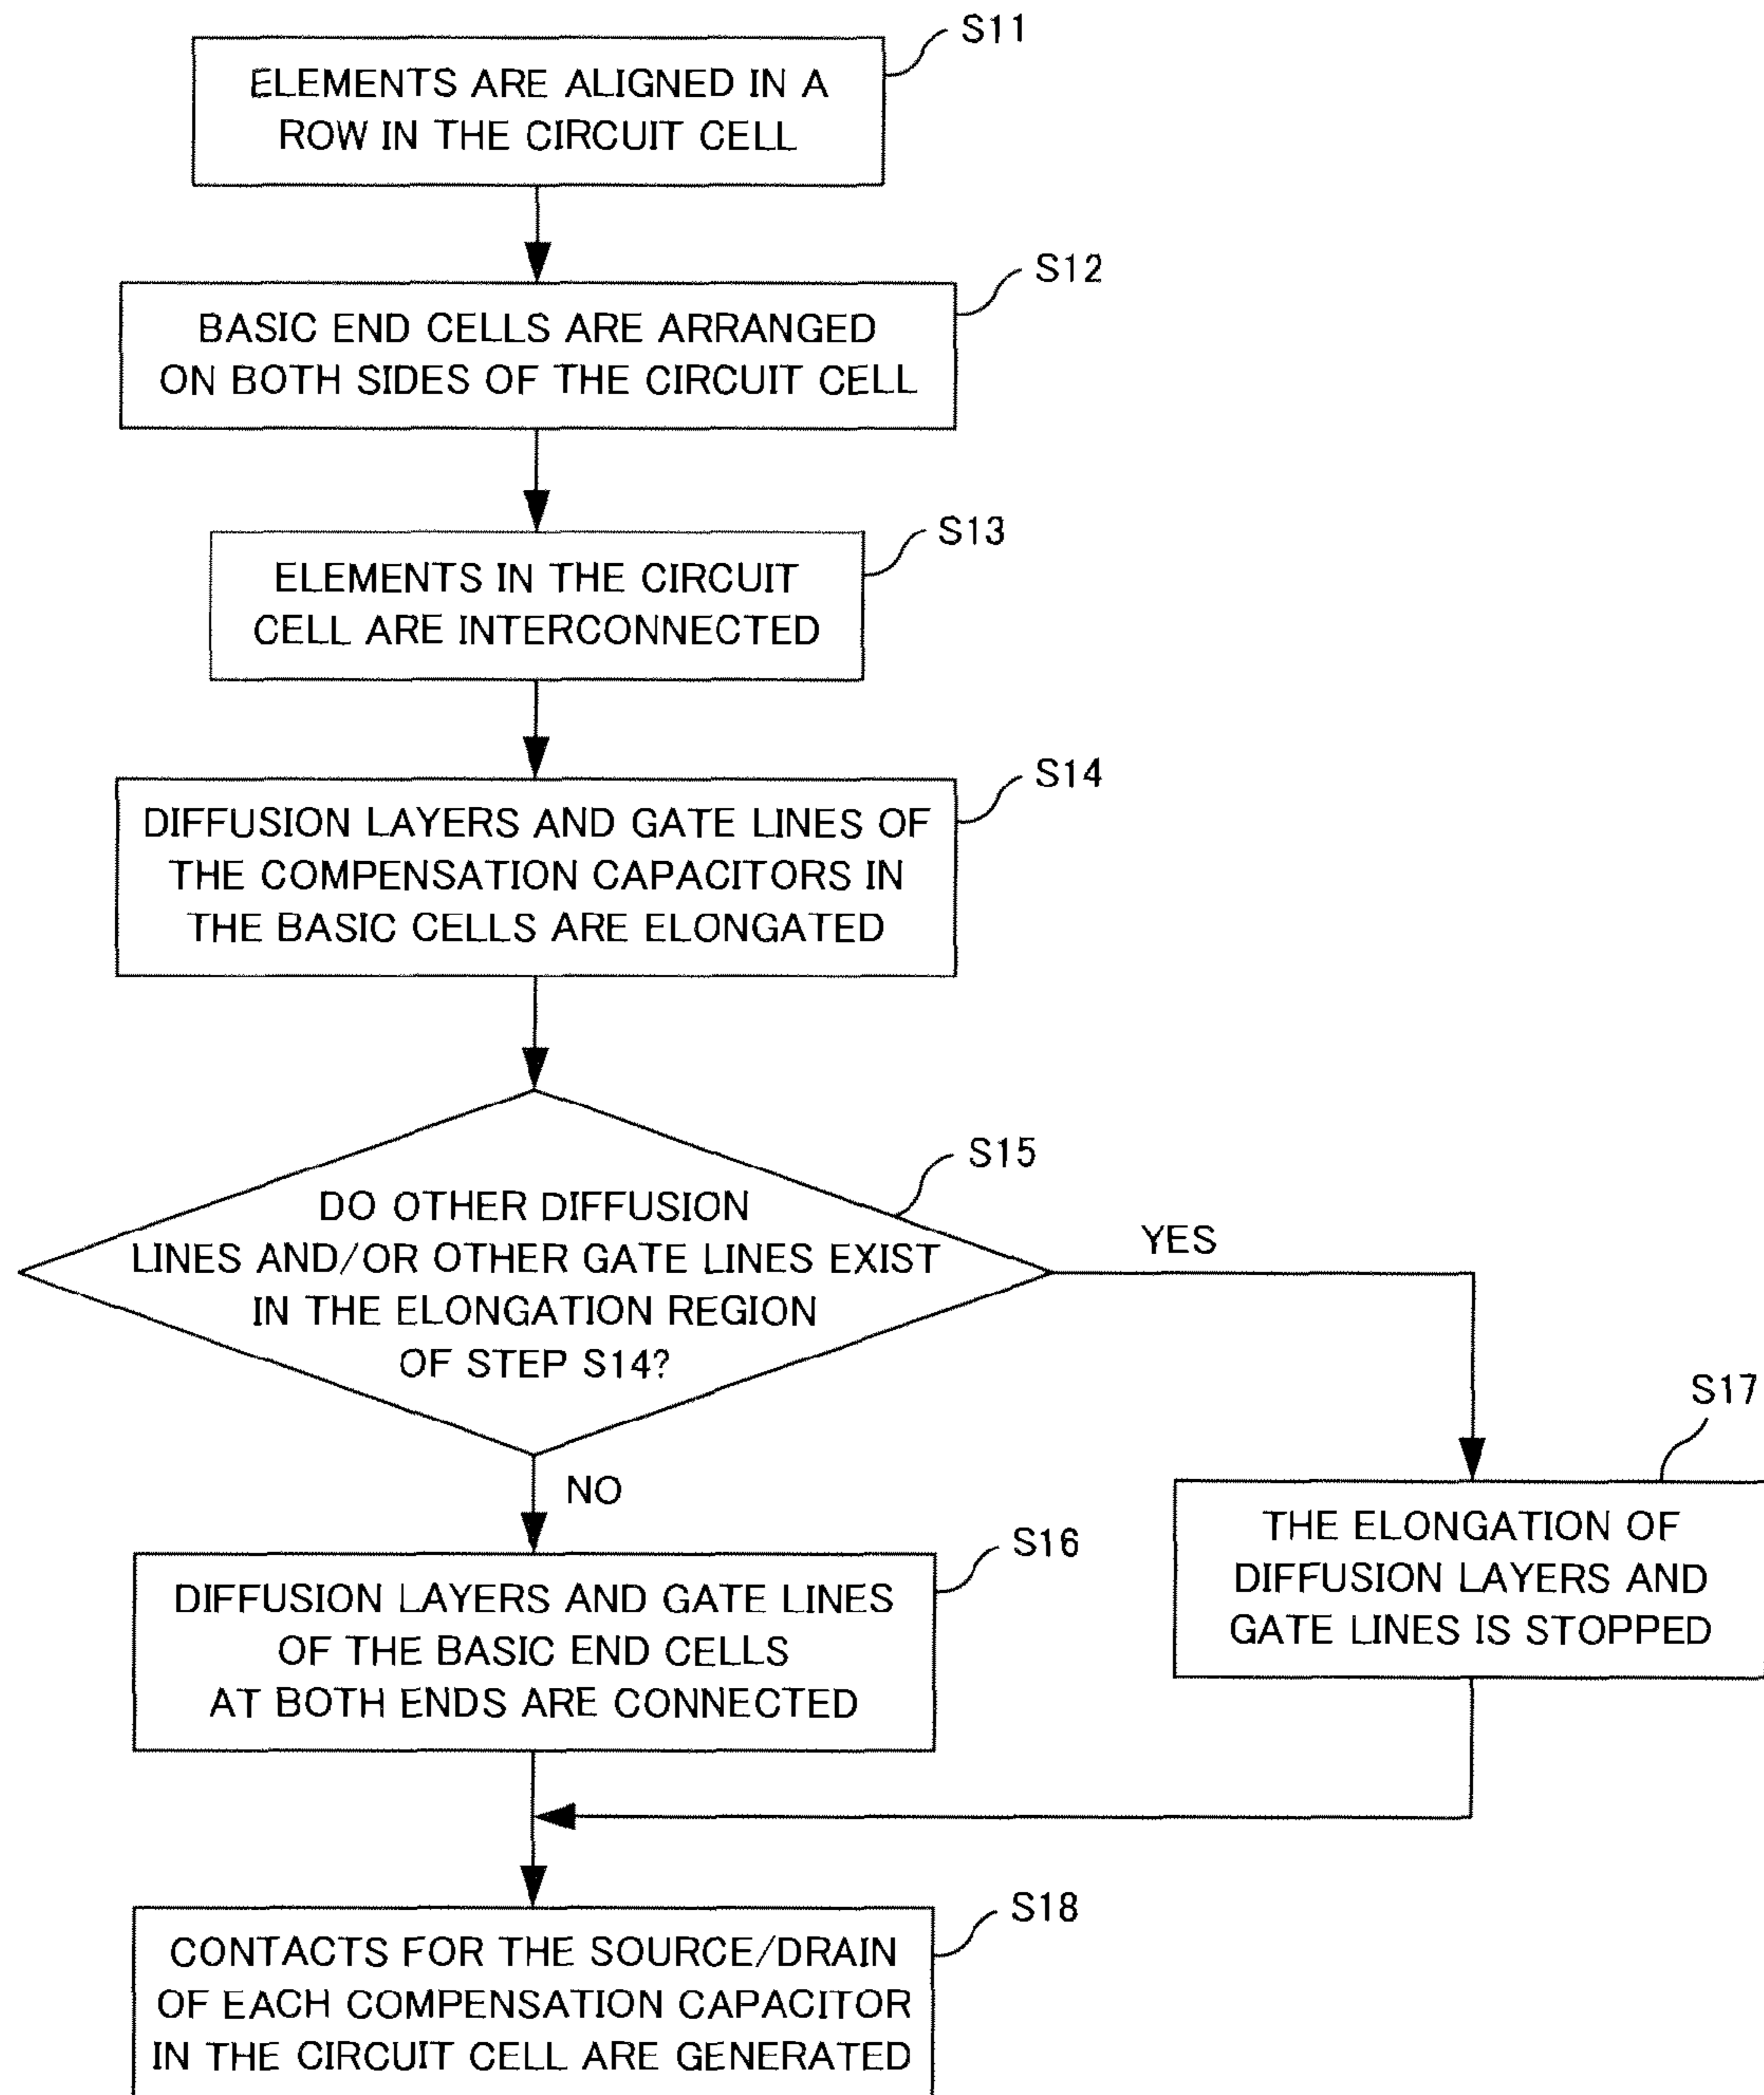 S11
ELEMENTS ARE ALIGNED IN A
ROW IN THE CIRCUIT CELL
S12
BASIC END CELLS ARE ARRANGED
ON BOTH SIDES OF THE CIRCUIT CELL
S13
ELEMENTS IN THE CIRCUIT
CELL ARE INTERCONNECTED
S14
DIFFUSION LAYERS AND GATE LINES OF
THE COMPENSATION CAPACITORS IN
THE BASIC CELLS ARE ELONGATED
S15
DO OTHER DIFFUSION
LINES AND/OR OTHER GATE LINES EXIST
IN THE ELONGATION REGION
OF STEP S14?
YES
NO
S17
THE ELONGATION OF
DIFFUSION LAYERS AND
GATE LINES IS STOPPED
S16
DIFFUSION LAYERS AND GATE LINES
OF THE BASIC END CELLS
AT BOTH ENDS ARE CONNECTED
S18
CONTACTS FOR THE SOURCE/DRAIN
OF EACH COMPENSATION CAPACITOR
IN THE CIRCUIT CELL ARE GENERATED